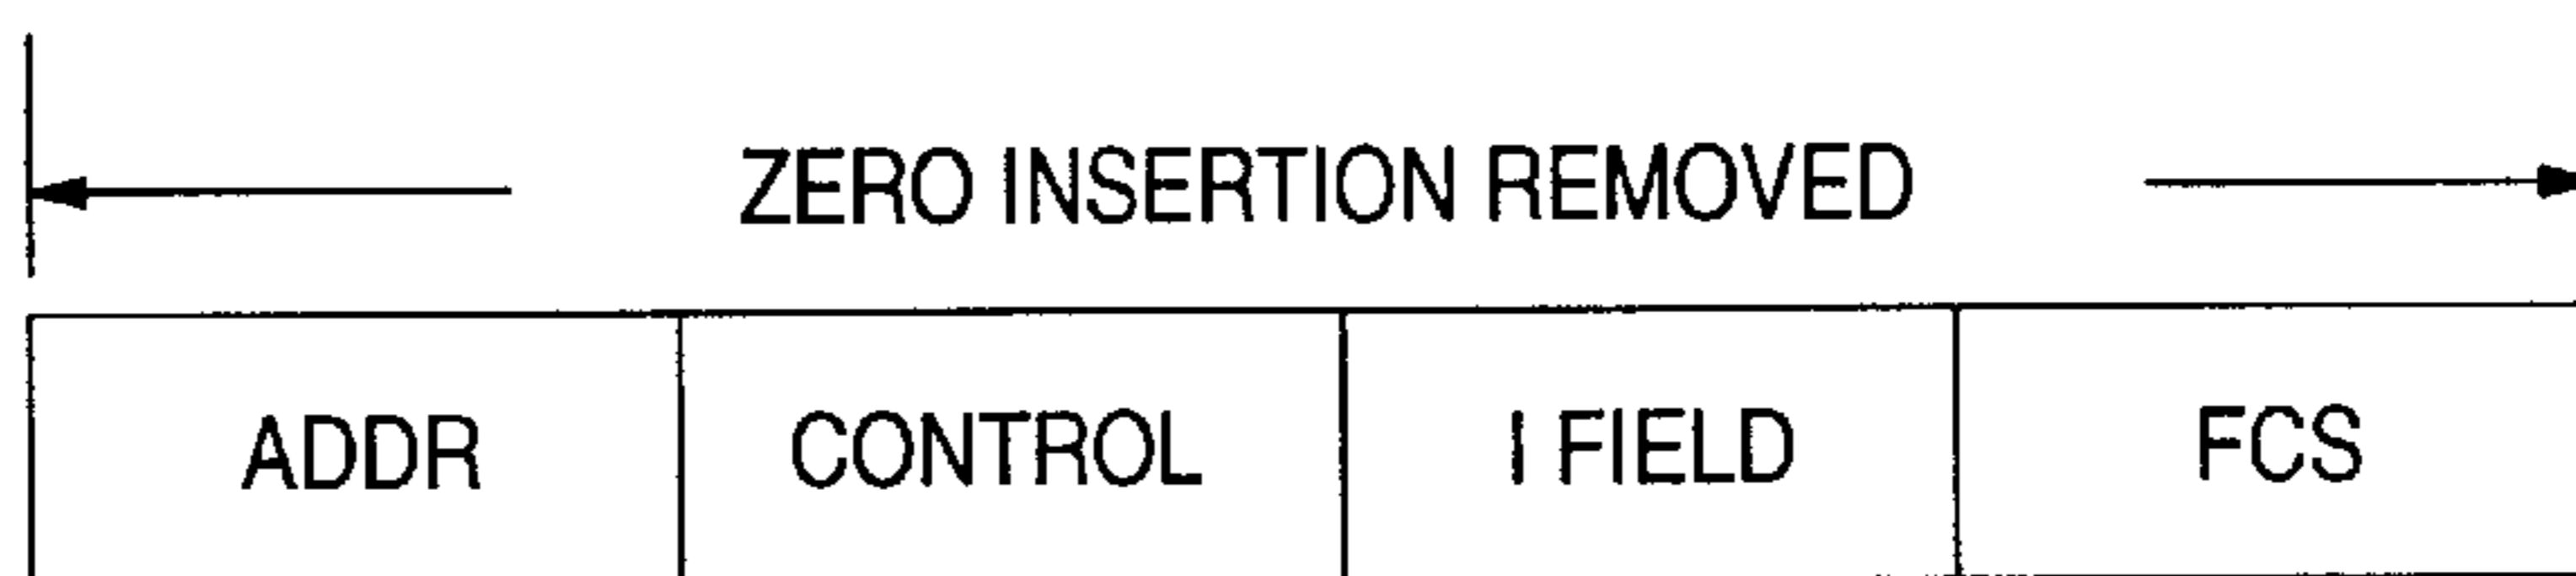 ZERO INSERTION REMOVED
ADDR CONTROL I FIELD FCS